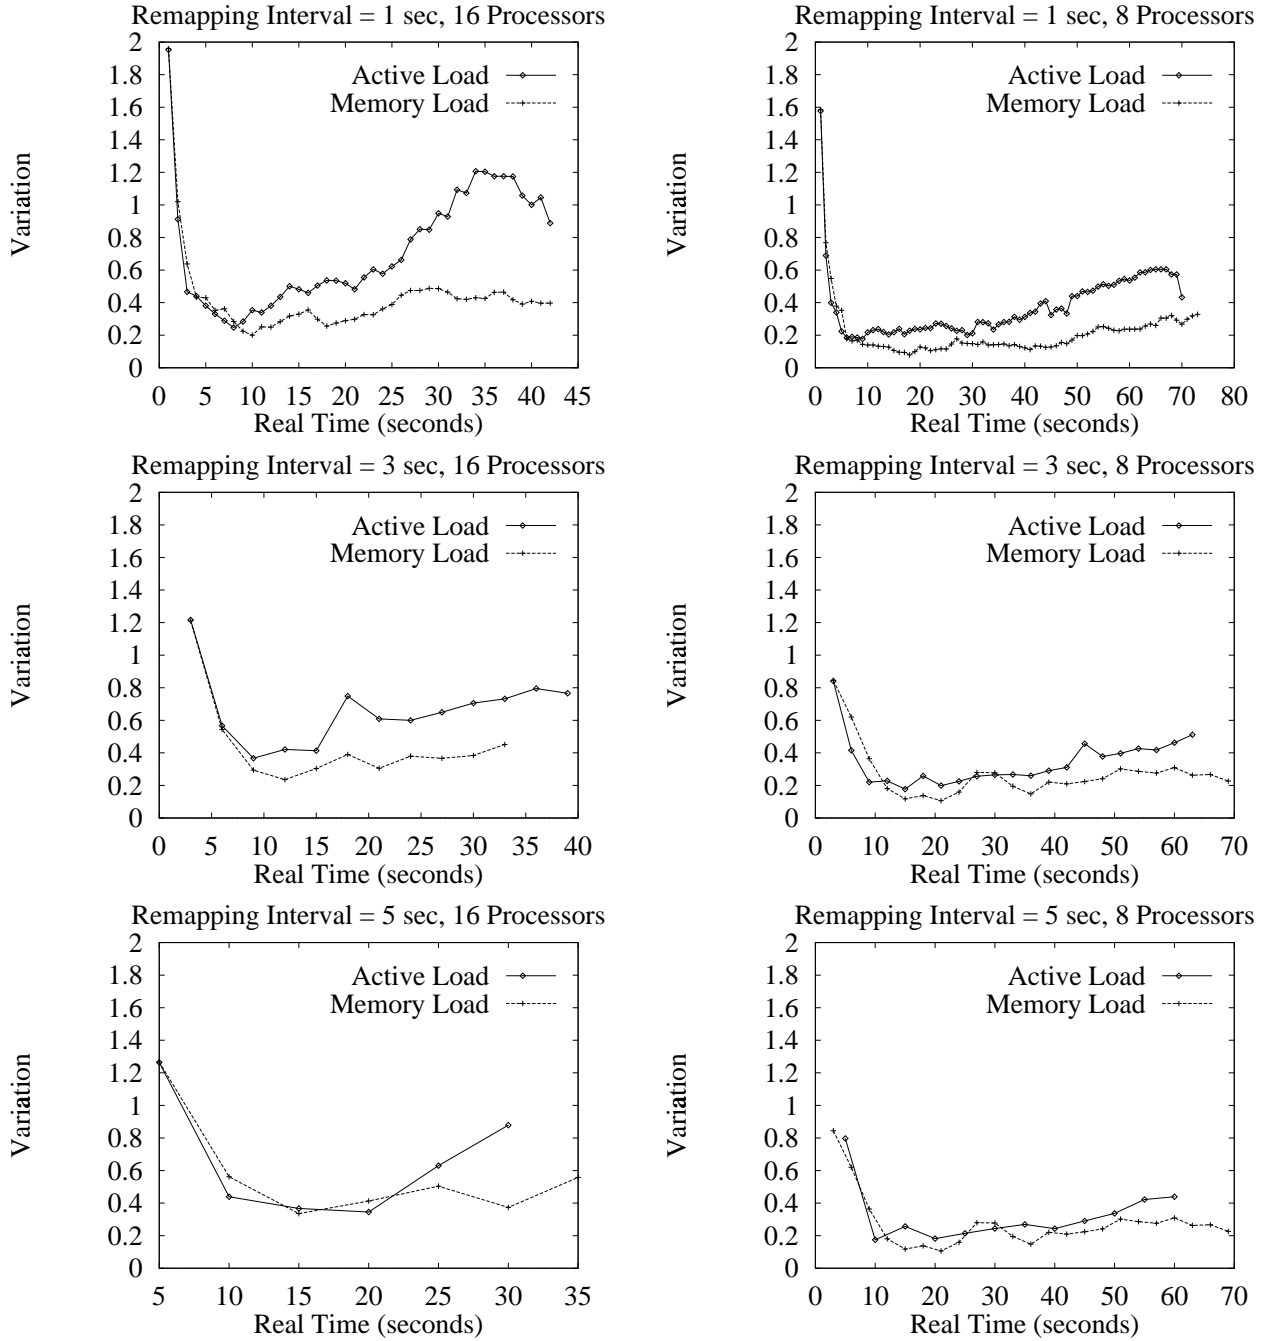 Remapping Interval = 1 sec, 16 Processors
2
1.8
1.6
1.4
1.2
1
0.8
0.6
0.4
0.2
0
Variation
Active Load
Memory Load
0 5 10 15 20 25 30 35 40 45
Real Time (seconds)
Remapping Interval = 1 sec, 8 Processors
2
1.8
1.6
1.4
1.2
1
0.8
0.6
0.4
0.2
0
Variation
Active Load
Memory Load
0 10 20 30 40 50 60 70 80
Real Time (seconds)
Remapping Interval = 3 sec, 16 Processors
2
1.8
1.6
1.4
1.2
1
0.8
0.6
0.4
0.2
0
Variation
Active Load
Memory Load
0 5 10 15 20 25 30 35 40
Real Time (seconds)
Remapping Interval = 3 sec, 8 Processors
2
1.8
1.6
1.4
1.2
1
0.8
0.6
0.4
0.2
0
Variation
Active Load
Memory Load
0 10 20 30 40 50 60 70
Real Time (seconds)
Remapping Interval = 5 sec, 16 Processors
2
1.8
1.6
1.4
1.2
1
0.8
0.6
0.4
0.2
0
Variation
Active Load
Memory Load
5 10 15 20 25 30 35
Real Time (seconds)
Remapping Interval = 5 sec, 8 Processors
2
1.8
1.6
1.4
1.2
1
0.8
0.6
0.4
0.2
0
Variation
Active Load
Memory Load
0 10 20 30 40 50 60 70
Real Time (seconds)